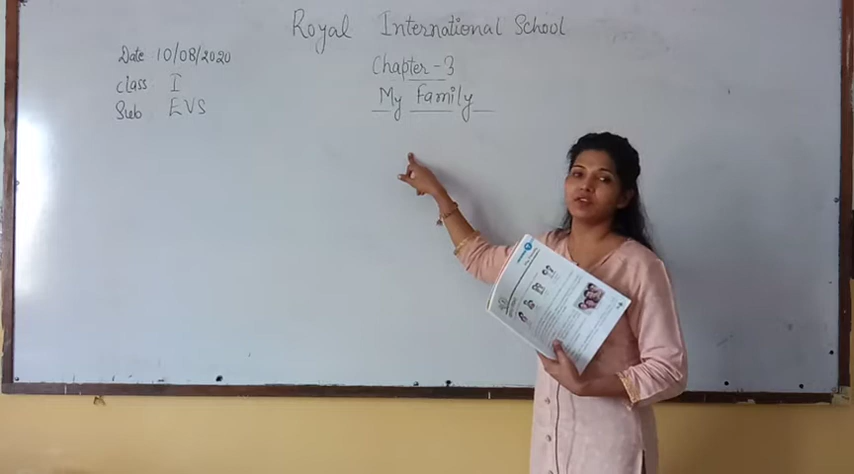 Royal International School
Date 10/08/2020
class I
Sub EVS
Chapter-3
My Family